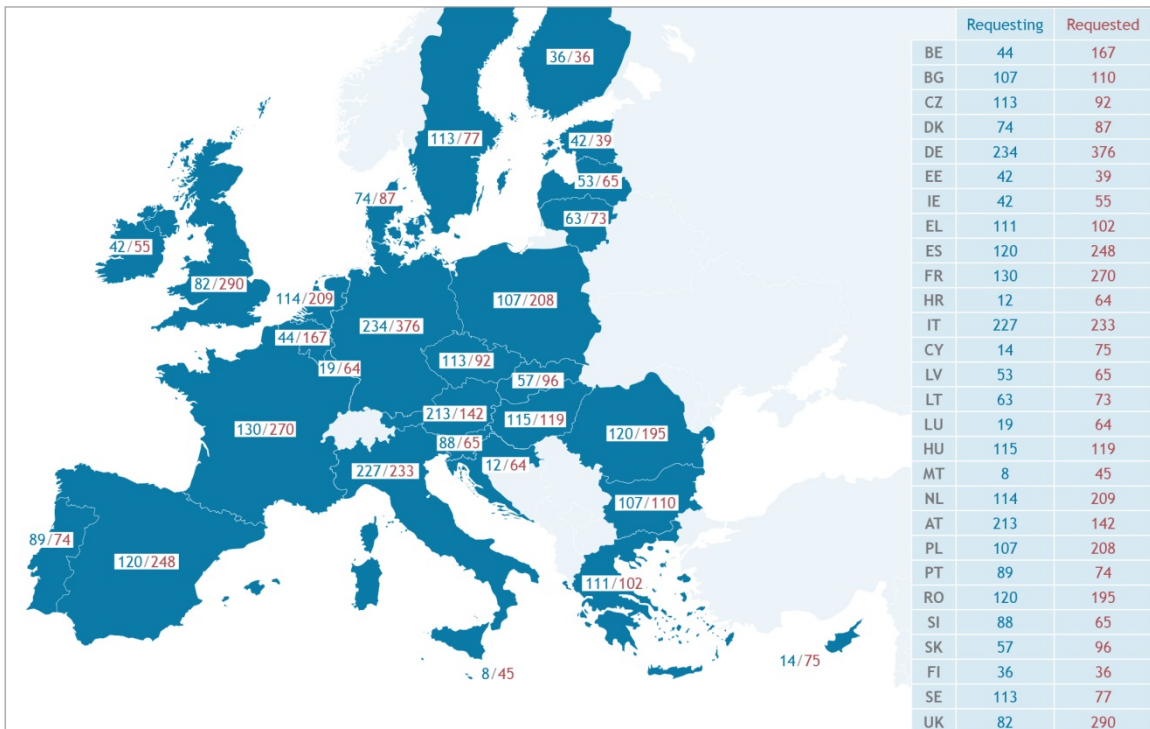 36/36
113/77
42/39
53/65
74/87
63/73
42/55
82/290
114/209
107/208
234/376
44/167
113/92
19/64
57/96
213/142
115/119
130/270
120/195
88/65
12/64
227/233
107/110
89/74
120/248
111/102
14/75
8/45
Requesting Requested
BE 44 167
BG 107 110
CZ 113 92
DK 74 87
DE 234 376
EE 42 39
IE 42 55
EL 111 102
ES 120 248
FR 130 270
HR 12 64
IT 227 233
CY 14 75
LV 53 65
LT 63 73
LU 19 64
HU 115 119
MT 8 45
NL 114 209
AT 213 142
PL 107 208
PT 89 74
RO 120 195
SI 88 65
SK 57 96
FI 36 36
SE 113 77
UK 82 290